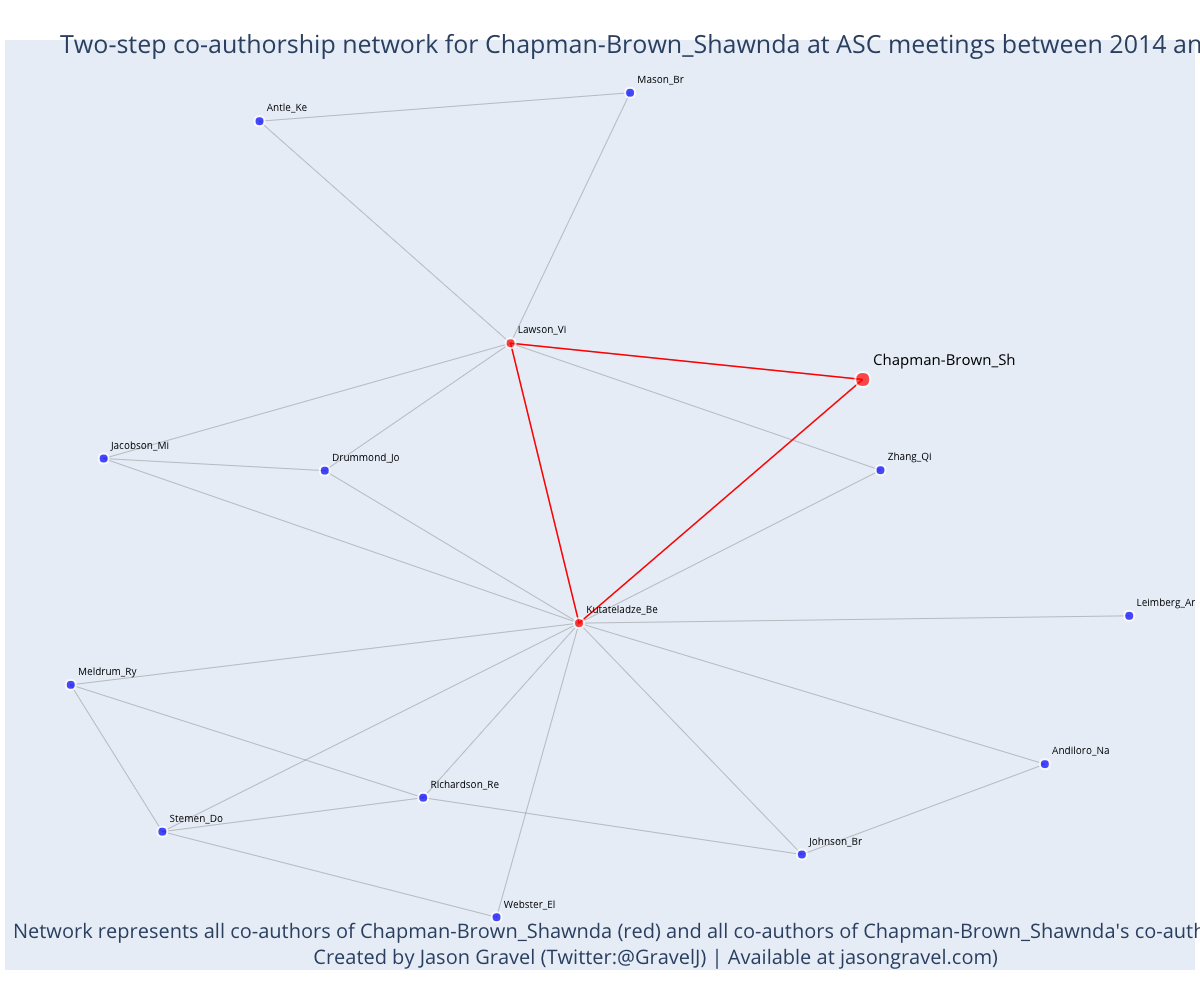 Two-step co-authorship network for Chapman-Brown_Shawnda at ASC meetings between 2014 an
Mason_Br
Antle_Ke
Lawson_Vi
Chapman-Brown_Sh
Jacobson_Mi
Drummond_Jo
Zhang_Qi
Leimberg_Ar
Kutateladze_Be
Meldrum_Ry
Andiloro_Na
Richardson_Re
Stemen_Do
Johnson_Br
Webster_El
Network represents all co-authors of Chapman-Brown_Shawnda (red) and all co-authors of Chapman-Brown_Shawnda's co-auth
Created by Jason Gravel (Twitter:@GravelJ) | Available at jasongravel.com)